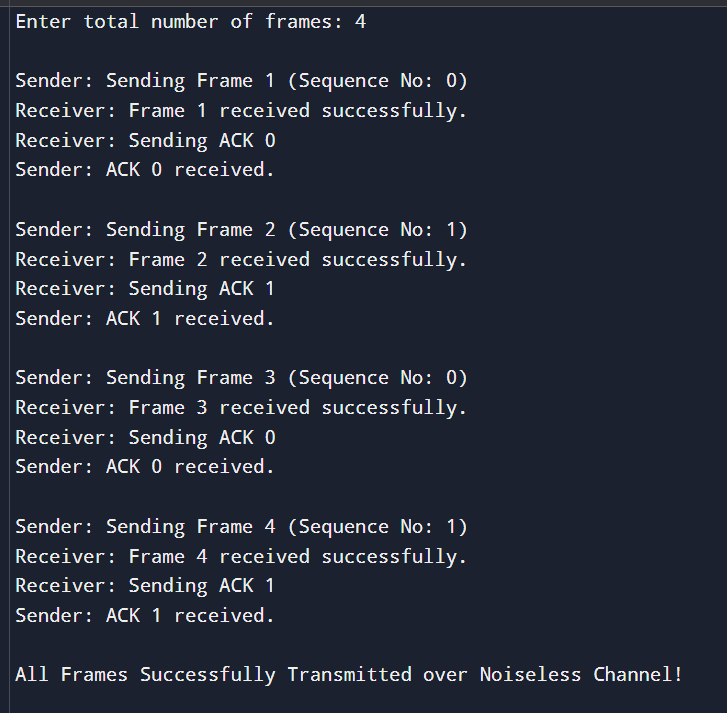 Enter total number of frames: 4
Sender: Sending Frame 1 (Sequence No: 0)
Receiver: Frame 1 received successfully.
Receiver: Sending ACK 0
Sender: ACK 0 received.
Sender: Sending Frame 2 (Sequence No: 1)
Receiver: Frame 2 received successfully.
Receiver: Sending ACK 1
Sender: ACK 1 received.
Sender: Sending Frame 3 (Sequence No: 0)
Receiver: Frame 3 received successfully.
Receiver: Sending ACK 0
Sender: ACK 0 received.
Sender: Sending Frame 4 (Sequence No: 1)
Receiver: Frame 4 received successfully.
Receiver: Sending ACK 1
Sender: ACK 1 received.
All Frames Successfully Transmitted over Noiseless Channel!